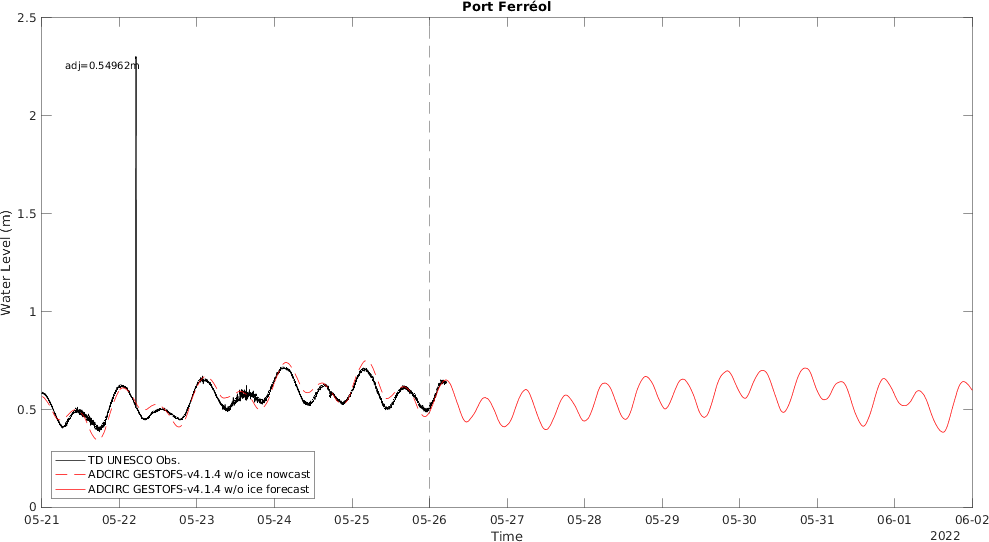 Port Ferréol
adj=0.54962m
Water Level (m)
2.5
2
1.5
1
0.5
0
TD UNESCO Obs.
ADCIRC GESTOFS-v4.1.4 w/o ice nowcast
ADCIRC GESTOFS-v4.1.4 w/o ice forecast
05-21 05-22 05-23 05-24 05-25 05-26 05-27 05-28 05-29 05-30 05-31 06-01 06-02
Time
2022